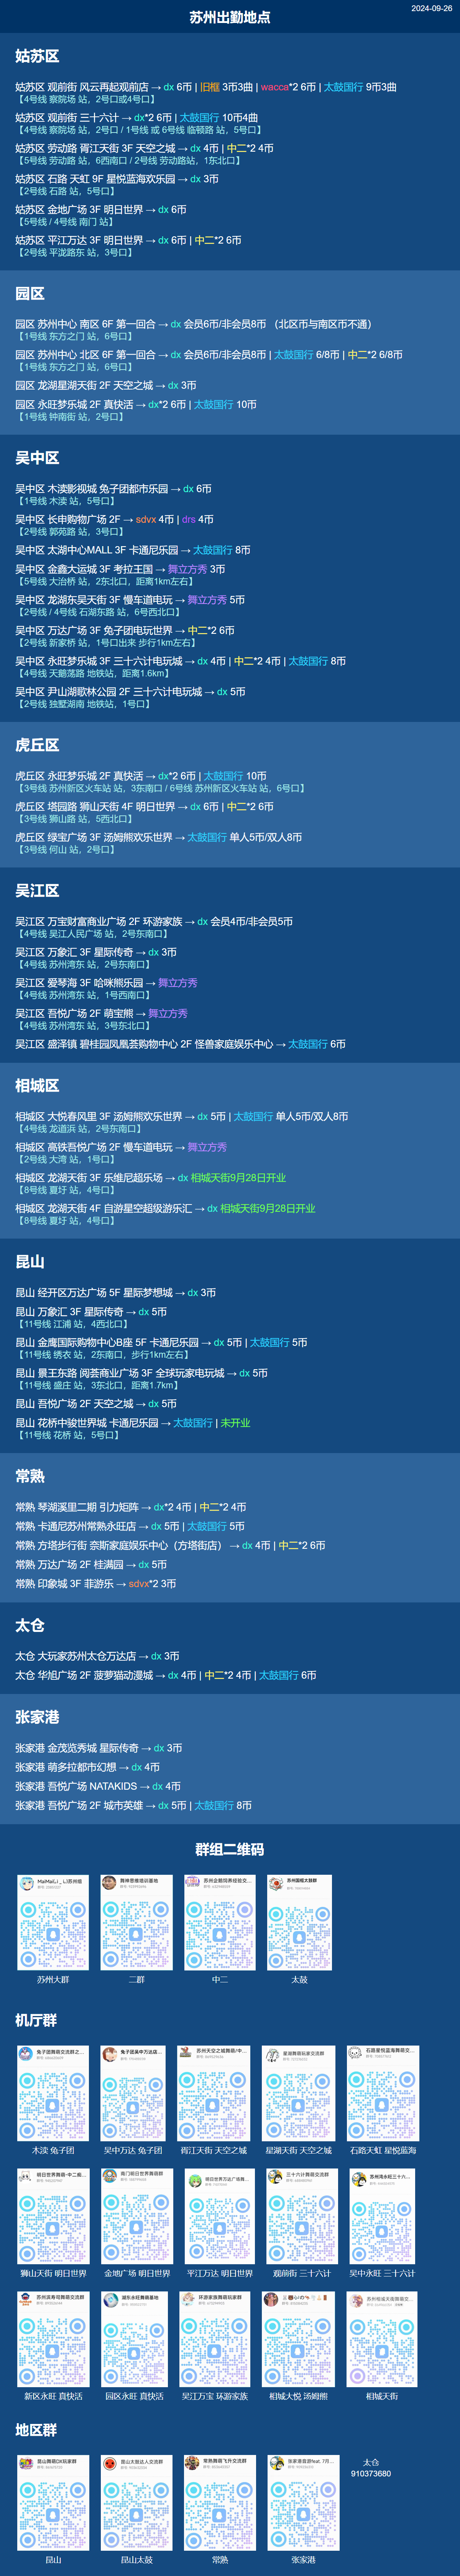 2024-09-26
苏州出勤地点
姑苏区
姑苏区 观前街 风云再起观前店 → dx 6币 | 旧框 3币3曲 | wacca*2 6币 | 太鼓国行 9币3曲
【4号线 察院场 站，2号口或4号口】
姑苏区 观前街 三十六计 → dx*2 6币 | 太鼓国行 10币4曲
【4号线 察院场 站，2号口 / 1号线 或 6号线 临顿路 站，5号口】
姑苏区 劳动路 胥江天街 3F 天空之城 → dx 4币 | 中二*2 4币
【5号线 劳动路 站，6西南口 / 2号线 劳动路站，1东北口】
姑苏区 石路 天虹 9F 星悦蓝海欢乐园 → dx 3币
【2号线 石路 站，5号口】
姑苏区 金地广场 3F 明日世界 → dx 6币
【5号线 / 4号线 南门 站】
姑苏区 平江万达 3F 明日世界 → dx 6币 | 中二*2 6币
【2号线 平泷路东 站，3号口】
园区
园区 苏州中心 南区 6F 第一回合 → dx 会员6币/非会员8币 （北区币与南区币不通）
【1号线 东方之门 站，6号口】
园区 苏州中心 北区 6F 第一回合 → dx 会员6币/非会员8币 | 太鼓国行 6/8币 | 中二*2 6/8币
【1号线 东方之门 站，6号口】
园区 龙湖星湖天街 2F 天空之城 → dx 3币
园区 永旺梦乐城 2F 真快活 → dx*2 6币 | 太鼓国行 10币
【1号线 钟南街 站，2号口】
吴中区
吴中区 木渎影视城 兔子团都市乐园 → dx 6币
【1号线 木渎 站，5号口】
吴中区 长申购物广场 2F → sdvx 4币 | drs 4币
【2号线 郭苑路 站，3号口】
吴中区 太湖中心MALL 3F 卡通尼乐园 → 太鼓国行 8币
吴中区 金鑫大运城 3F 考拉王国 → 舞立方秀 3币
【5号线 大治桥 站，2东北口，距离1km左右】
吴中区 龙湖东吴天街 3F 慢车道电玩 → 舞立方秀 5币
【2号线 / 4号线 石湖东路 站，6号西北口】
吴中区 万达广场 3F 兔子团电玩世界 → 中二*2 6币
【2号线 新家桥 站，1号口出来 步行1km左右】
吴中区 永旺梦乐城 3F 三十六计电玩城 → dx 4币 | 中二*2 4币 | 太鼓国行 8币
【4号线 天鹅荡路 地铁站，距离1.6km】
吴中区 尹山湖歌林公园 2F 三十六计电玩城 → dx 5币
【2号线 独墅湖南 地铁站，1号口】
虎丘区
虎丘区 永旺梦乐城 2F 真快活 → dx*2 6币 | 太鼓国行 10币
【3号线 苏州新区火车站 站，3东南口 / 6号线 苏州新区火车站 站，6号口】
虎丘区 塔园路 狮山天街 4F 明日世界 → dx 6币 | 中二*2 6币
【3号线 狮山路 站，5西北口】
虎丘区 绿宝广场 3F 汤姆熊欢乐世界 → 太鼓国行 单人5币/双人8币
【3号线 何山 站，2号口】
吴江区
吴江区 万宝财富商业广场 2F 环游家族 → dx 会员4币/非会员5币
【4号线 吴江人民广场 站，2号东南口】
吴江区 万象汇 3F 星际传奇 → dx 3币
【4号线 苏州湾东 站，2号东南口】
吴江区 爱琴海 3F 哈咪熊乐园 → 舞立方秀
【4号线 苏州湾东 站，1号西南口】
吴江区 吾悦广场 2F 萌宝熊 → 舞立方秀
【4号线 苏州湾东 站，3号东北口】
吴江区 盛泽镇 碧桂园凤凰荟购物中心 2F 怪兽家庭娱乐中心 → 太鼓国行 6币
相城区
相城区 大悦春风里 3F 汤姆熊欢乐世界 → dx 5币 | 太鼓国行 单人5币/双人8币
【4号线 龙道浜 站，2号东南口】
相城区 高铁吾悦广场 2F 慢车道电玩 → 舞立方秀
【2号线 大湾 站，1号口】
相城区 龙湖天街 3F 乐维尼超乐场 → dx 相城天街9月28日开业
【8号线 夏圩 站，4号口】
相城区 龙湖天街 4F 自游星空超级游乐汇 → dx 相城天街9月28日开业
【8号线 夏圩 站，4号口】
昆山
昆山 经开区万达广场 5F 星际梦想城 → dx 3币
昆山 万象汇 3F 星际传奇 → dx 5币
【11号线 江浦 站，4西北口】
昆山 金鹰国际购物中心B座 5F 卡通尼乐园 → dx 5币 | 太鼓国行 5币
【11号线 绣衣 站，2东南口，步行1km左右】
昆山 景王东路 阅荟商业广场 3F 全球玩家电玩城 → dx 5币
【11号线 盛庄 站，3东北口，距离1.7km】
昆山 吾悦广场 2F 天空之城 → dx 5币
昆山 花桥中骏世界城 卡通尼乐园 → 太鼓国行 | 未开业
【11号线 花桥 站，5号口】
常熟
常熟 琴湖溪里二期 引力矩阵 → dx*2 4币 | 中二*2 4币
常熟 卡通尼苏州常熟永旺店 → dx 5币 | 太鼓国行 5币
常熟 方塔步行街 奈斯家庭娱乐中心（方塔街店） → dx 4币 | 中二*2 6币
常熟 万达广场 2F 桂满园 → dx 5币
常熟 印象城 3F 菲游乐 → sdvx*2 3币
太仓
太仓 大玩家苏州太仓万达店 → dx 3币
太仓 华旭广场 2F 菠萝猫动漫城 → dx 4币 | 中二*2 4币 | 太鼓国行 6币
张家港
张家港 金茂览秀城 星际传奇 → dx 3币
张家港 萌多拉都市幻想 → dx 4币
张家港 吾悦广场 NATAKIDS → dx 4币
张家港 吾悦广场 2F 城市英雄 → dx 5币 | 太鼓国行 8币
群组二维码
苏州大群
二群
中二
太鼓
机厅群
木渎 兔子团
吴中万达 兔子团
胥江天街 天空之城
星湖天街 天空之城
石路天虹 星悦蓝海
狮山天街 明日世界
金地广场 明日世界
平江万达 明日世界
观前街 三十六计
吴中永旺 三十六计
新区永旺 真快活
园区永旺 真快活
吴江万宝 环游家族
相城大悦 汤姆熊
相城天街
地区群
昆山
昆山太鼓
常熟
张家港
太仓
910373680